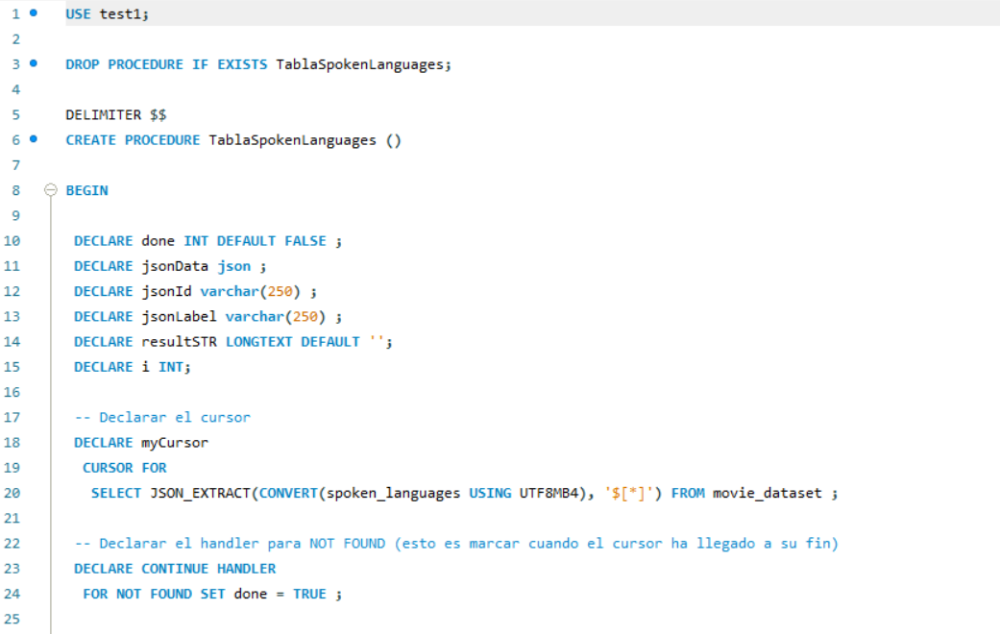 1 USE test1;
2
3 DROP PROCEDURE IF EXISTS TablaSpokenLanguages;
4
5 DELIMITER $$
6 CREATE PROCEDURE TablaSpokenLanguages ()
7
8 BEGIN
9
10 DECLARE done INT DEFAULT FALSE ;
11 DECLARE jsonData json ;
12 DECLARE jsonId varchar(250) ;
13 DECLARE jsonLabel varchar(250) ;
14 DECLARE resultSTR LONGTEXT DEFAULT '';
15 DECLARE i INT;
16
17 -- Declarar el cursor
18 DECLARE myCursor
19 CURSOR FOR
20 SELECT JSON_EXTRACT(CONVERT(spoken_languages USING UTF8MB4), '$[*]') FROM movie_dataset ;
21
22 -- Declarar el handler para NOT FOUND (esto es marcar cuando el cursor ha llegado a su fin)
23 DECLARE CONTINUE HANDLER
24 FOR NOT FOUND SET done = TRUE ;
25